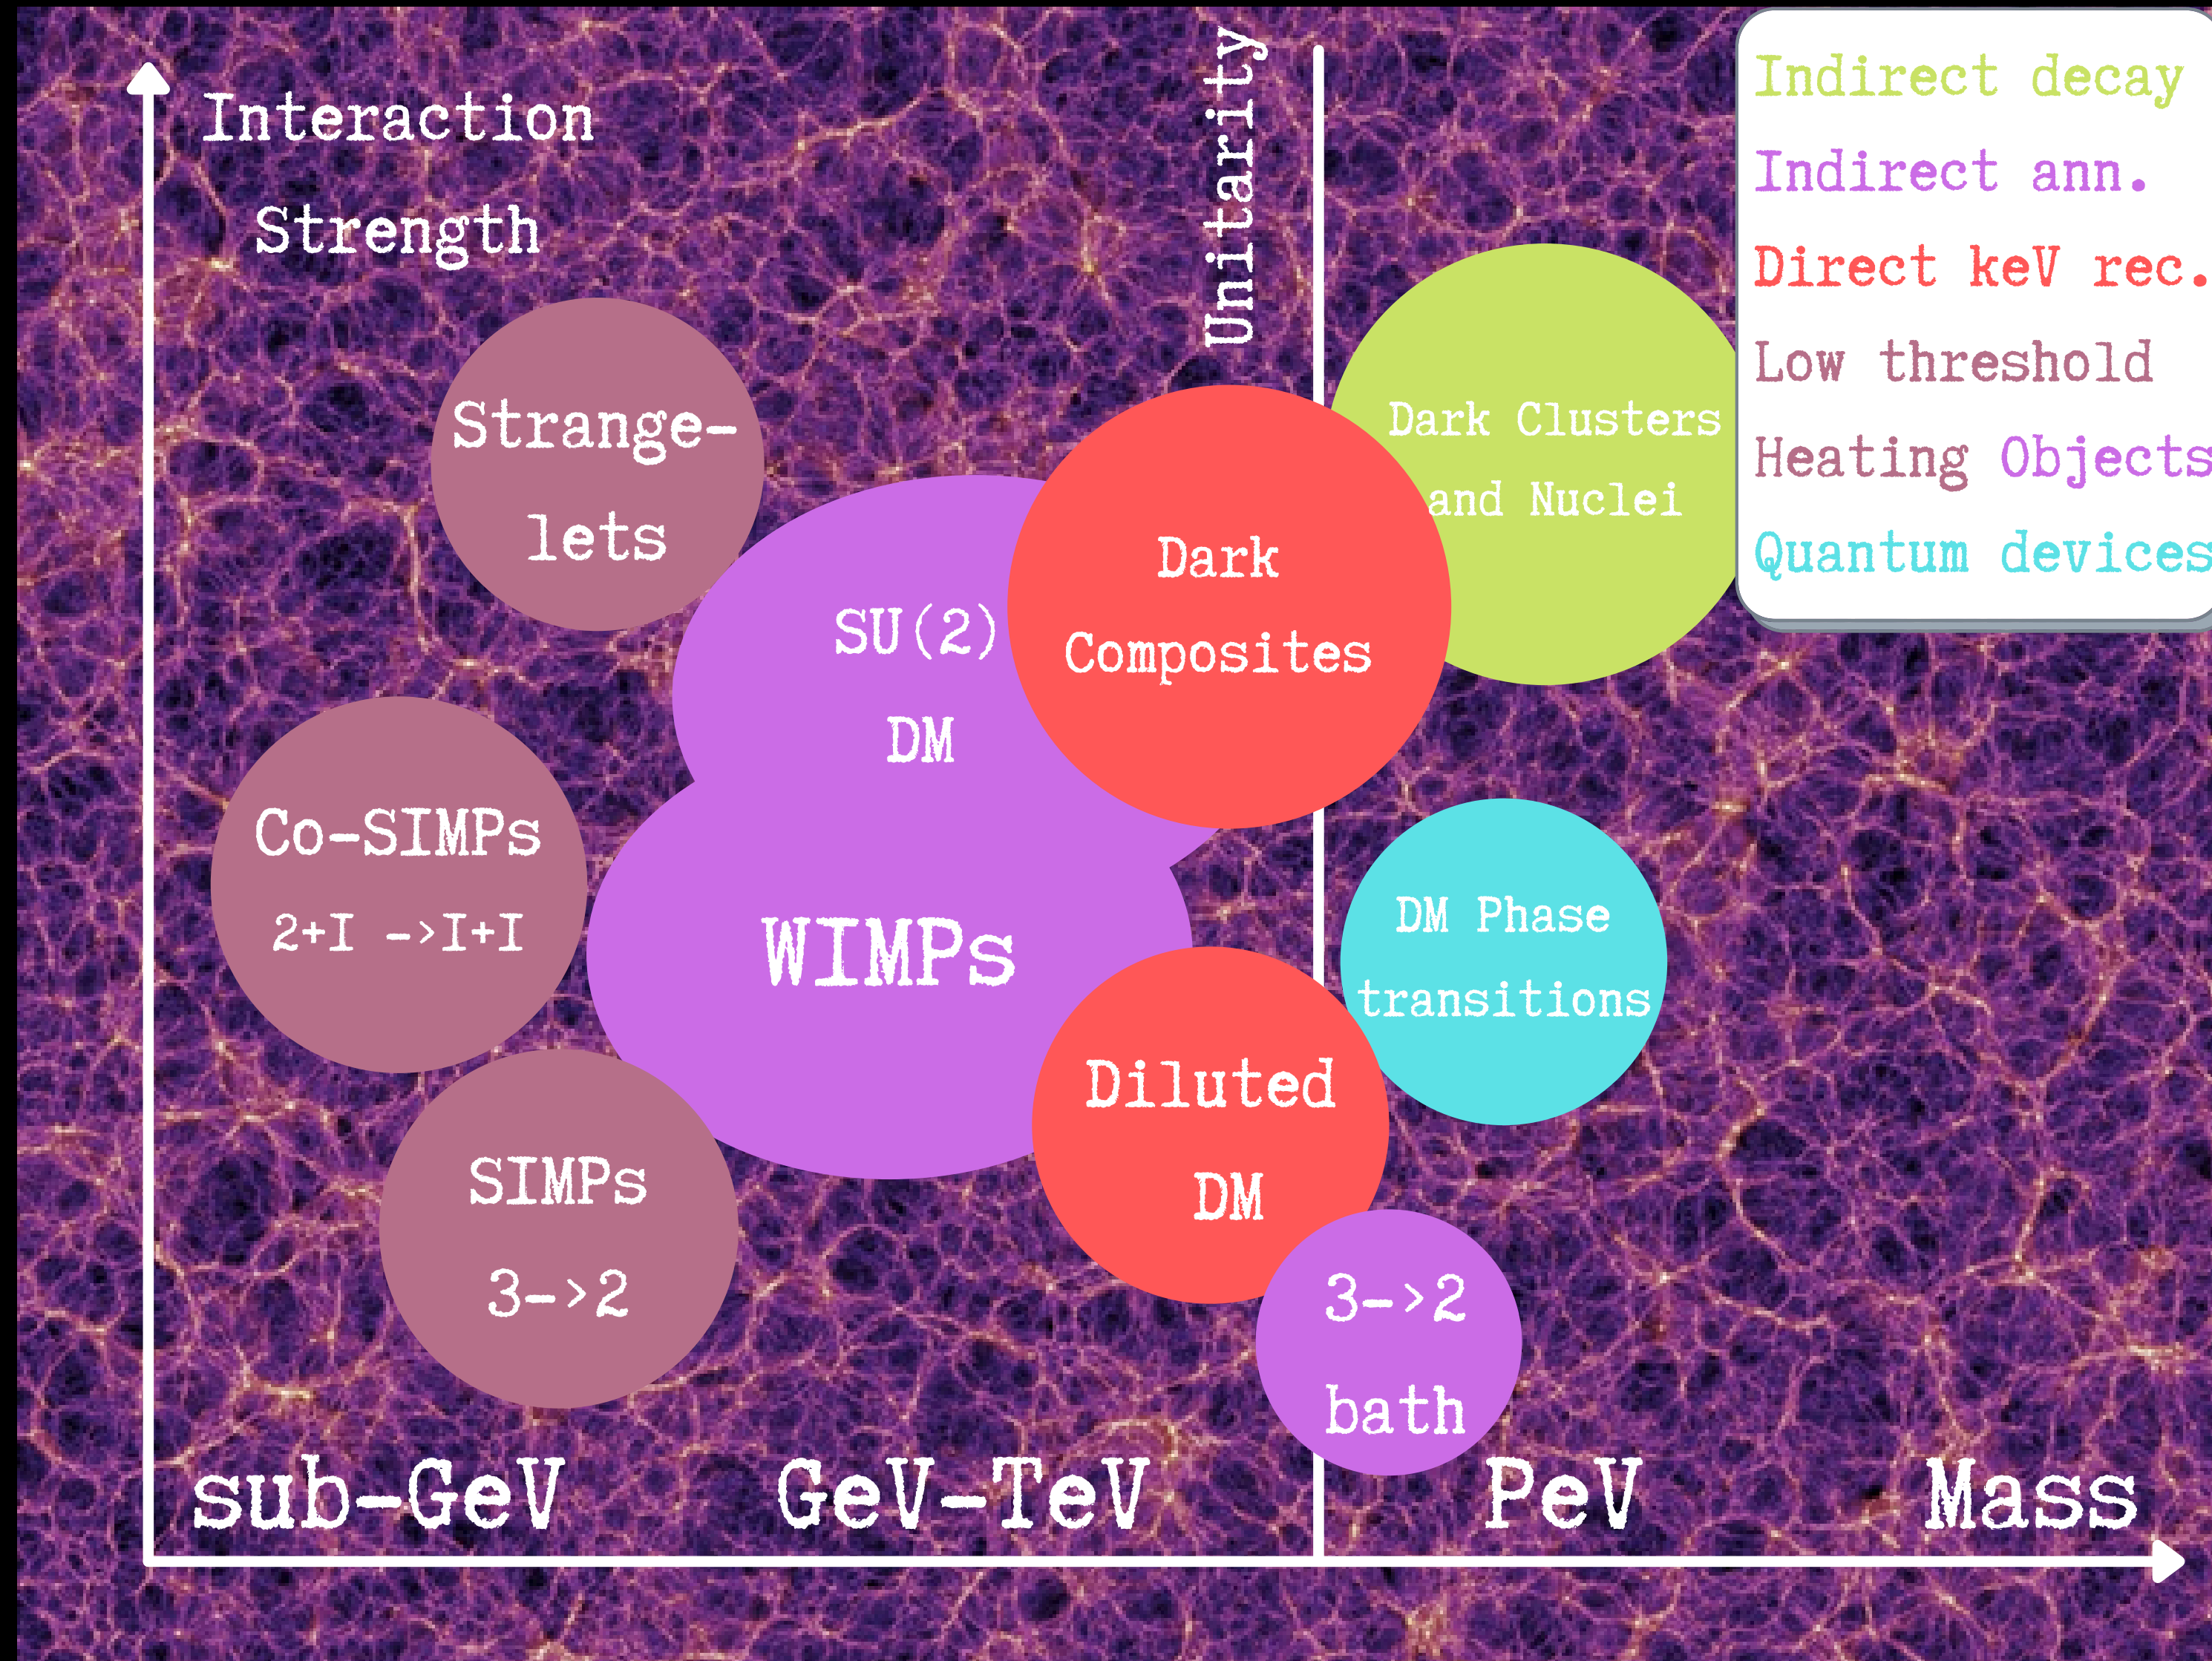 Interaction
Strength
Unitarity
Indirect decay
Indirect ann.
Direct keV rec.
Low threshold
Heating Objects
Quantum devices
Strange-
lets
Dark Clusters
and Nuclei
Dark
Composites
SU(2)
DM
Co-SIMPs
2+I ->I+I
WIMPs
DM Phase
transitions
Diluted
DM
SIMPs
3->2
3->2
bath
sub-GeV
GeV-TeV
PeV
Mass